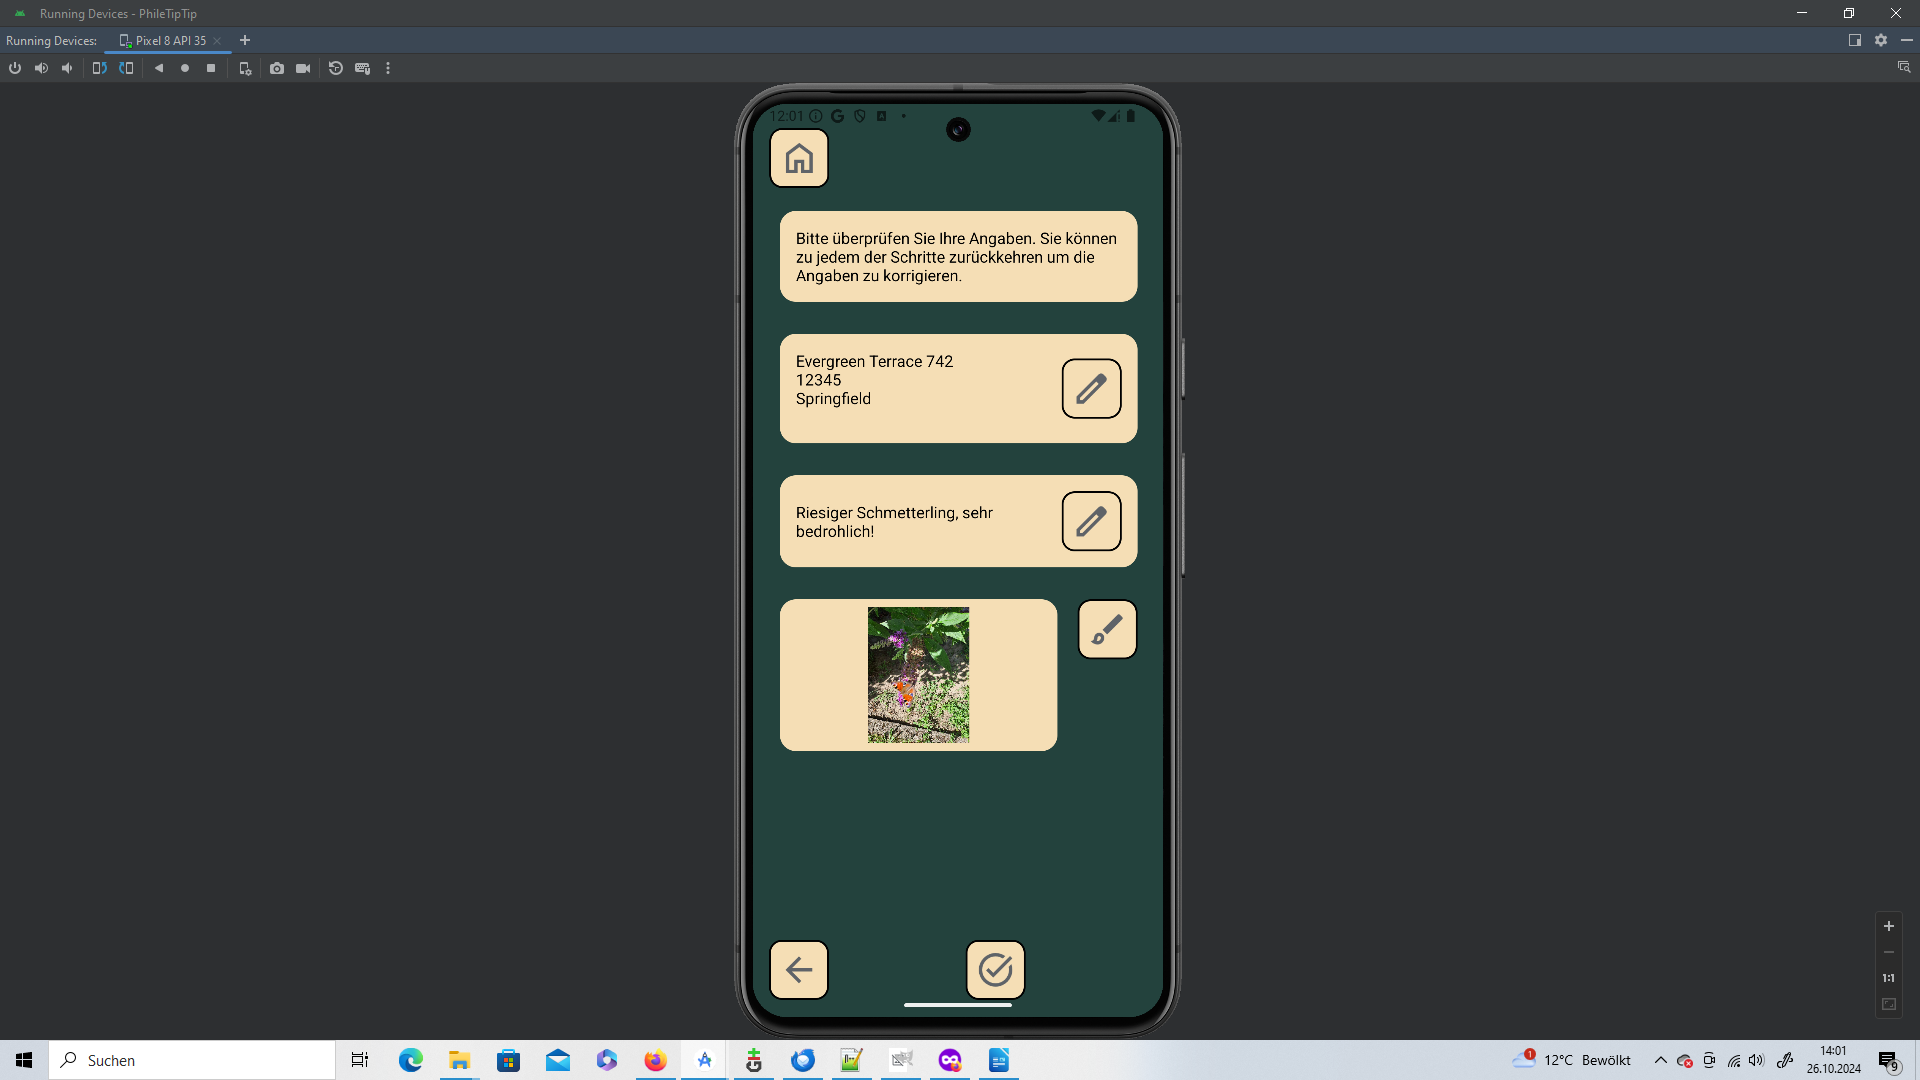 Running Devices - PhileTipTip
Running Devices:
Pixel 8 API 35
12:01
Bitte überprüfen Sie Ihre Angaben. Sie können
zu jedem der Schritte zurückkehren um die
Angaben zu korrigieren.
Evergreen Terrace 742
12345
Springfield
Riesiger Schmetterling, sehr
bedrohlich!
1:1
Suchen
1
12°C Bewölkt
14:01
26.10.2024
9